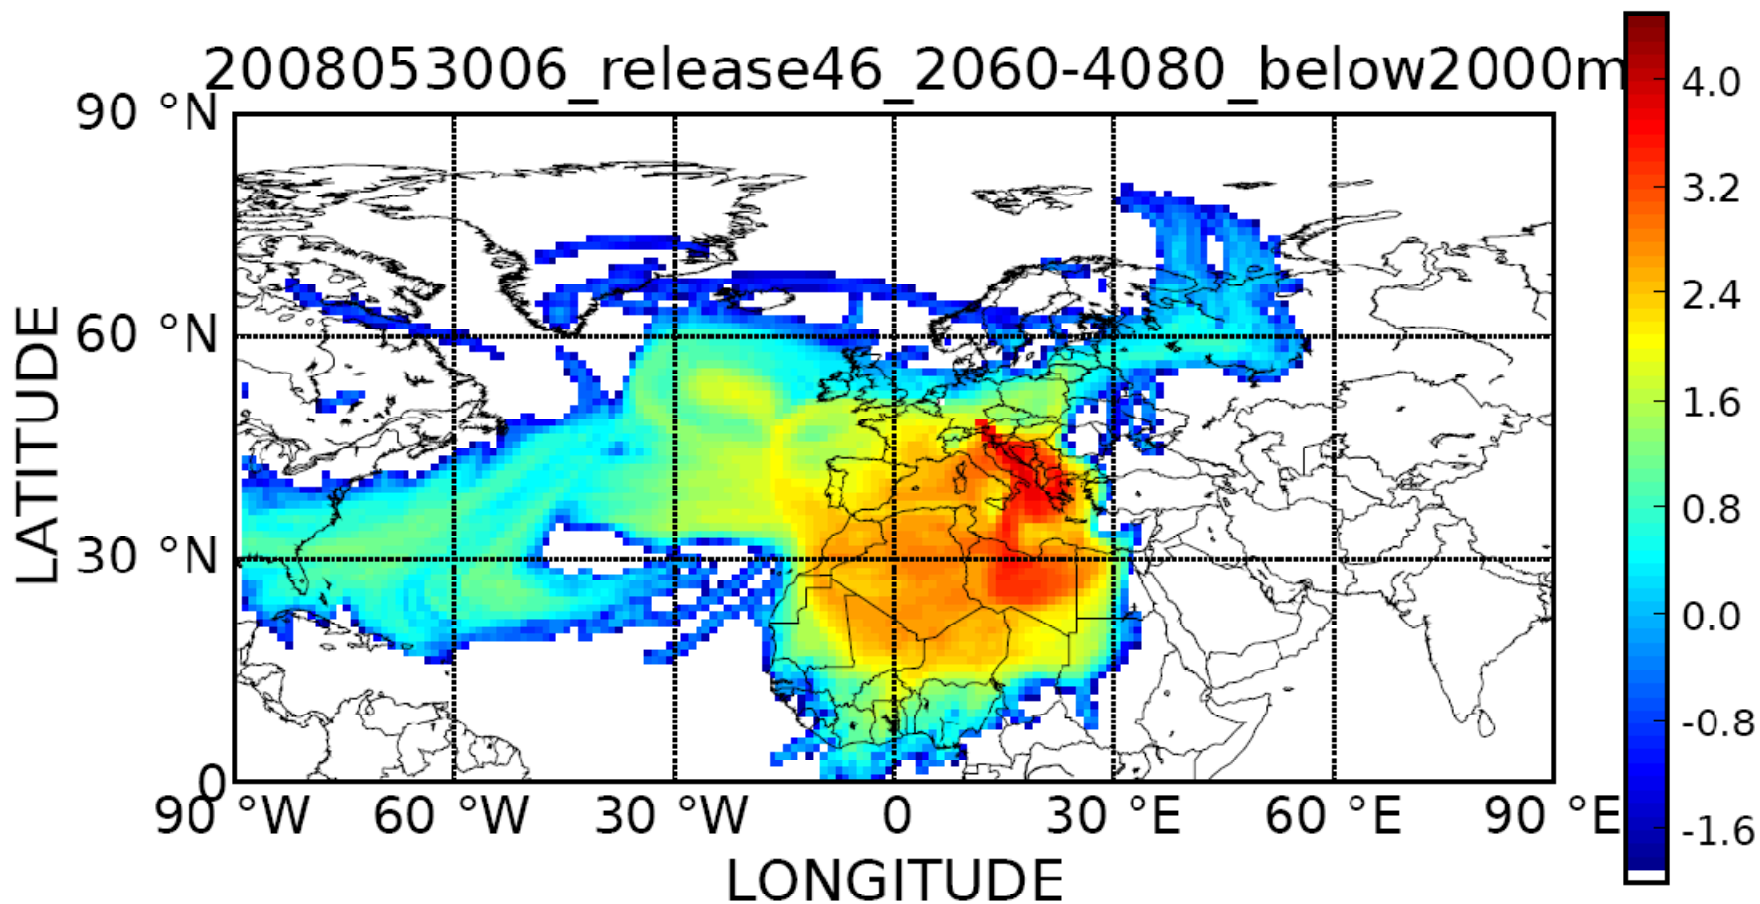 2008053006_release46_2060-4080_below2000m
90 °N
60 °N
30 °N
0
LATITUDE
90 °W 60 °W 30 °W 0 30 °E 60 °E 90 °E
LONGITUDE
4.0
3.2
2.4
1.6
0.8
0.0
-0.8
-1.6